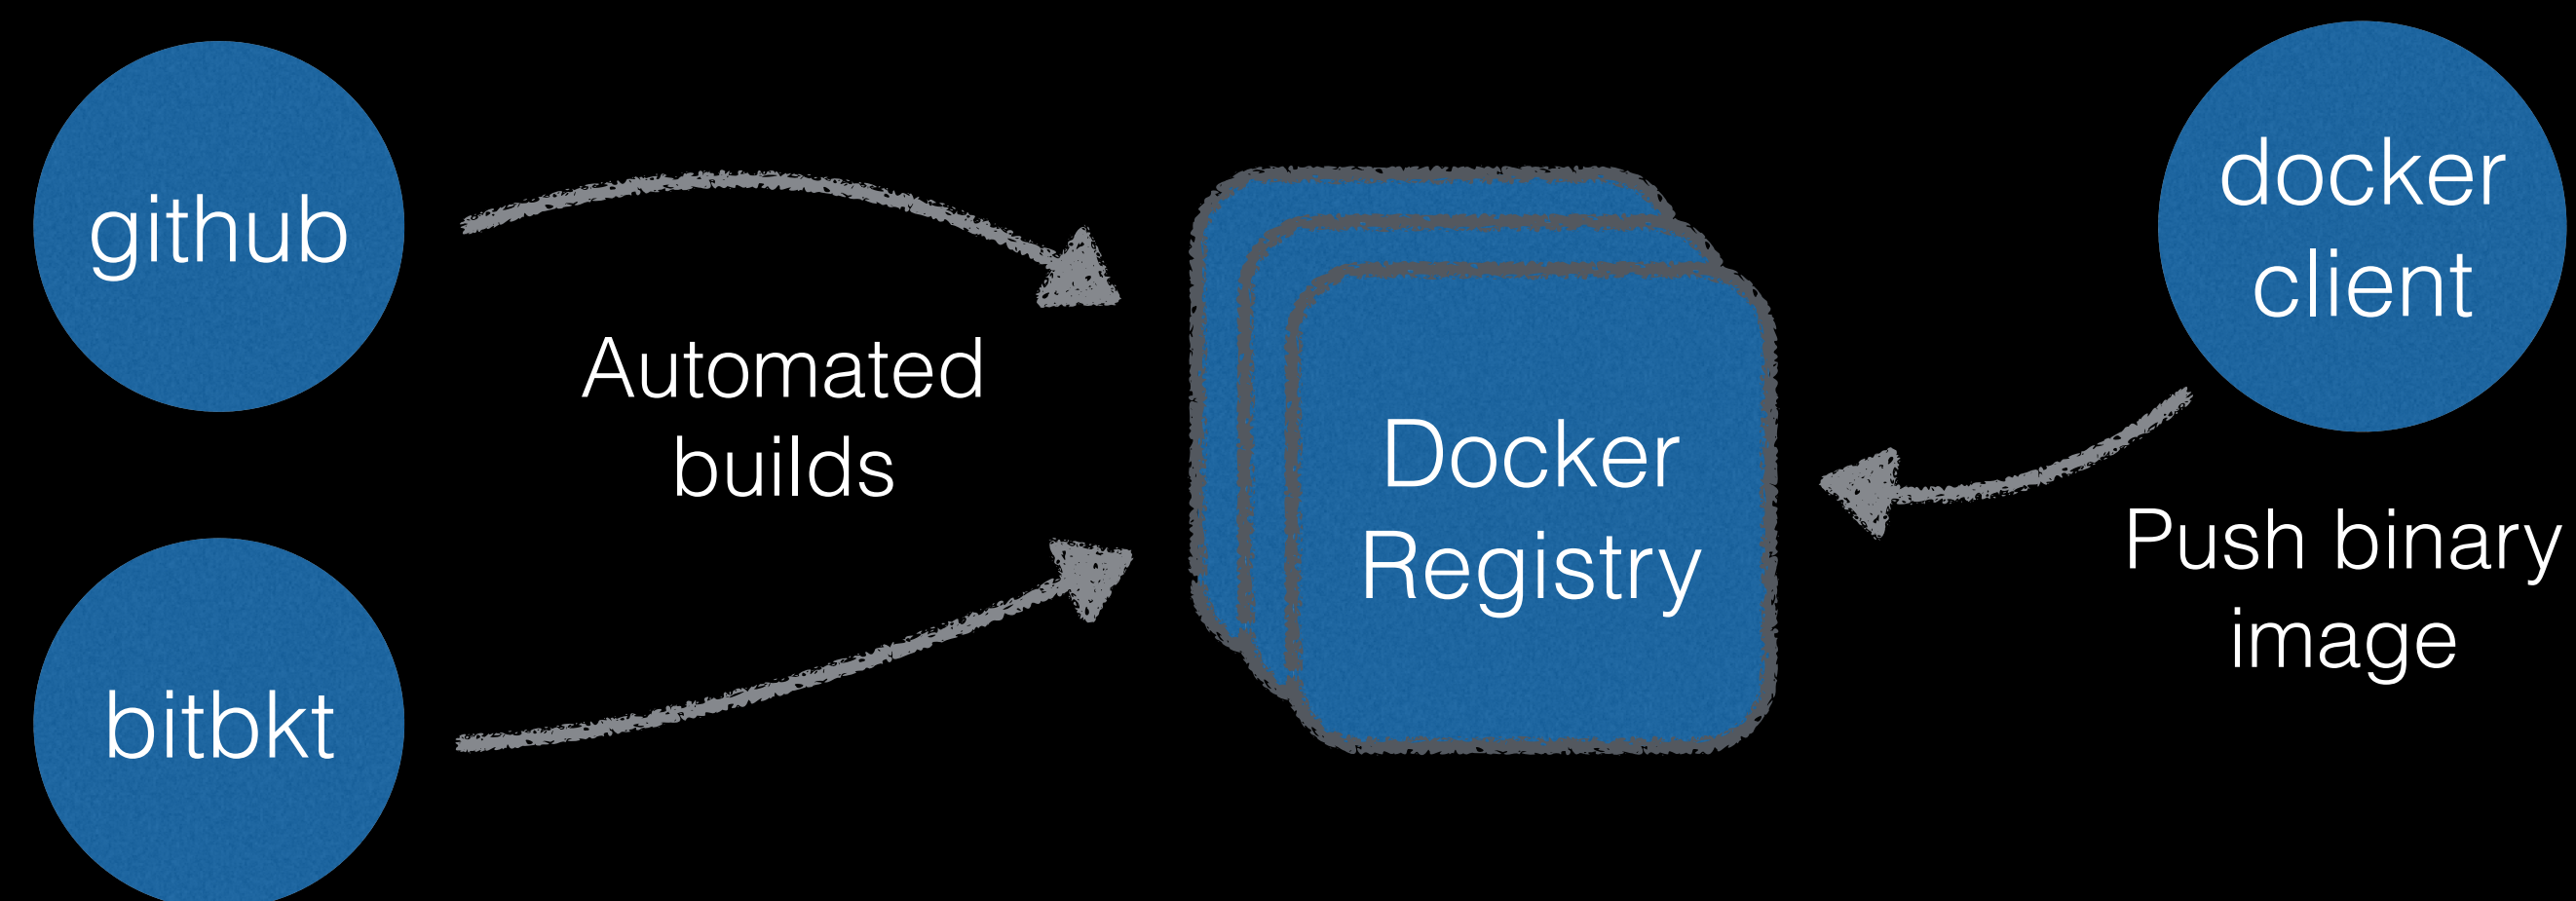 github
Automated
builds
bitbkt
Docker
Registry
docker
client
Push binary
image